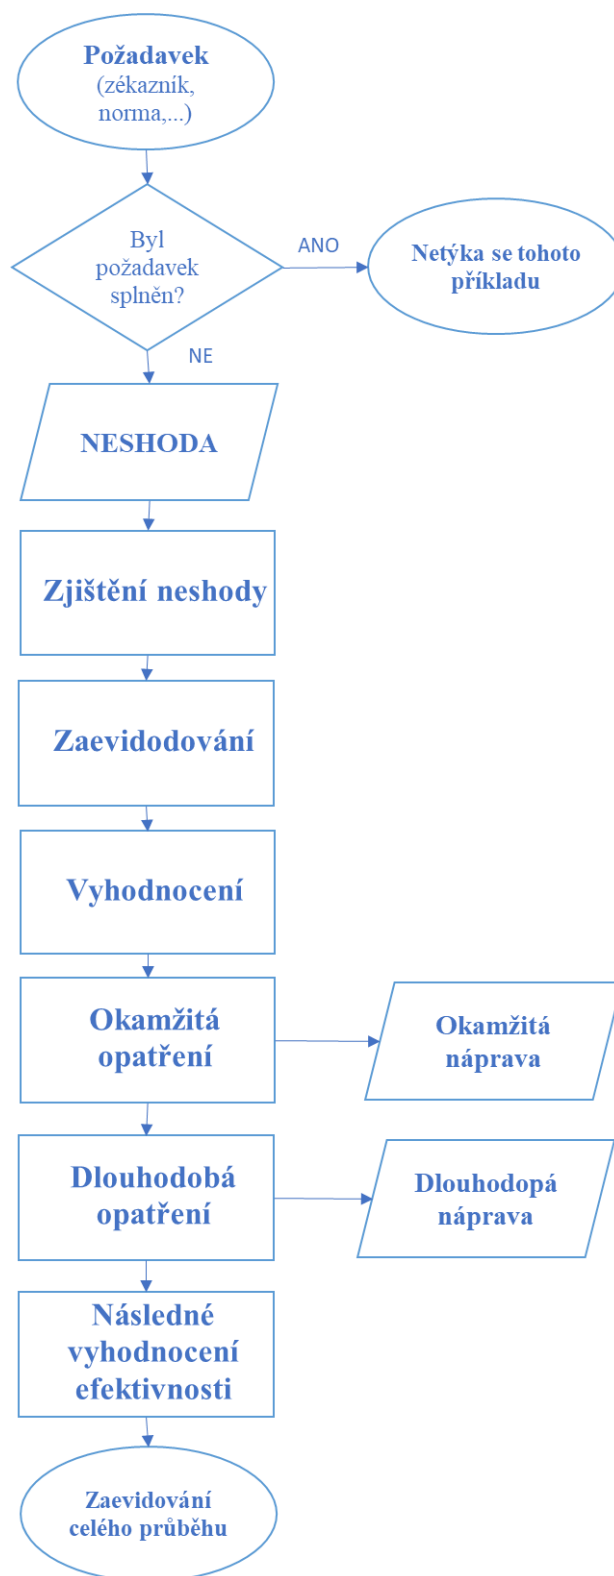 Požadavek
(zékazník,
norma,...)
Byl
požadavek
splněn?
ANO
Netýka se tohoto
příkladu
NE
NESHODA
Zjištění neshody
Zaevidodování
Vyhodnocení
Okamžitá
opatření
Okamžitá
náprava
Dlouhodobá
opatření
Dlouhodopá
náprava
Následné
vyhodnocení
efektivnosti
Zaevidování
celého průběhu